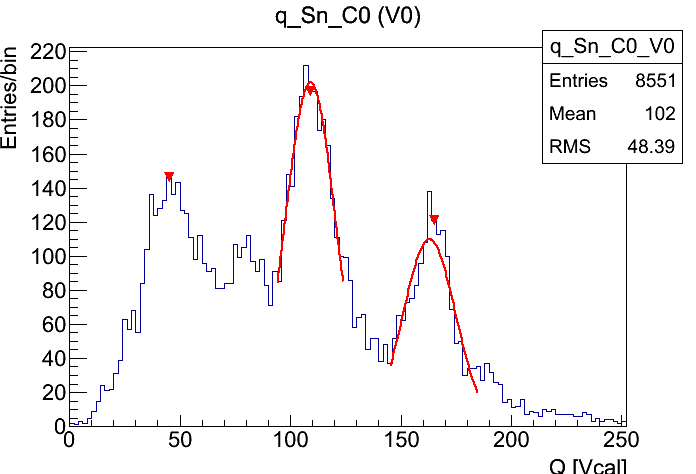 q_Sn_C0 (V0)
q_Sn_C0_V0
Entries 8551
Mean 102
RMS 48.39
Entries/bin
220
200
180
160
140
120
100
80
60
40
20
0
0 50 100 150 200 250
Q [Vcal]